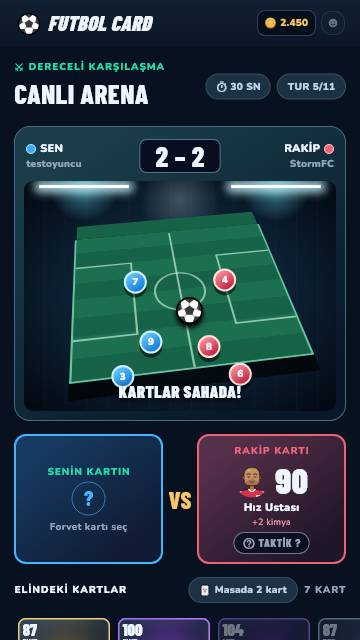 FUTBOL CARD
2.450
⚔ DERECELİ KARŞILAŞMA
CANLI ARENA
30 SN
TUR 5/11
SEN
testoyuncu
2 – 2
RAKİP
StormFC
7
4
9
8
3
6
KARTLAR SAHADA!
SENİN KARTIN
?
Forvet kartı seç
VS
RAKİP KARTI
90
Hız Ustası
+2 kimya
TAKTİK ?
ELİNDEKİ KARTLAR
Masada 2 kart
7 KART
87
100
104
87